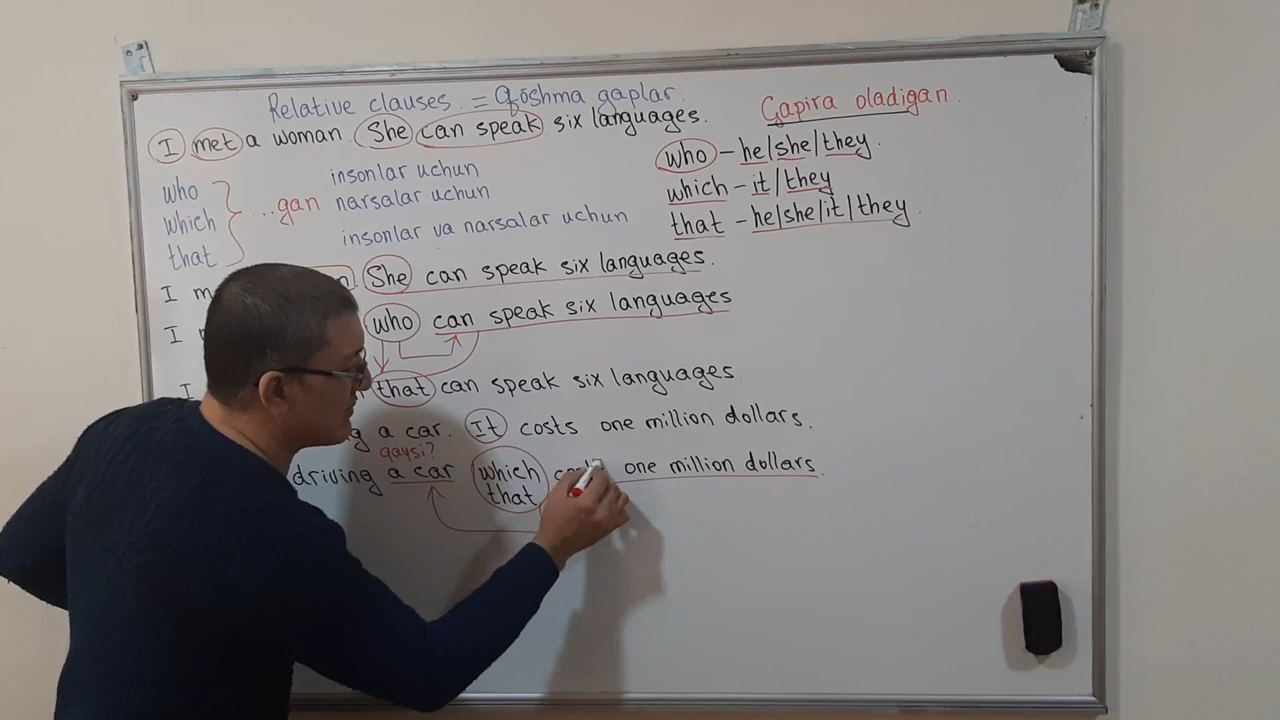 Relative clauses. = Qo̅shma gaplar.
Gapira oladigan.
I met a woman. She can speak six languages.
who
which
that
...gan
insonlar uchun
narsalar uchun
insonlar va narsalar uchun
who - he/she/they.
which - it/they
that - he/she/it/they.
I She can speak six languages.
I who can speak six languages
I that can speak six languages
a car. It costs one million dollars.
qaysi?
driving a car which one million dollars.
that